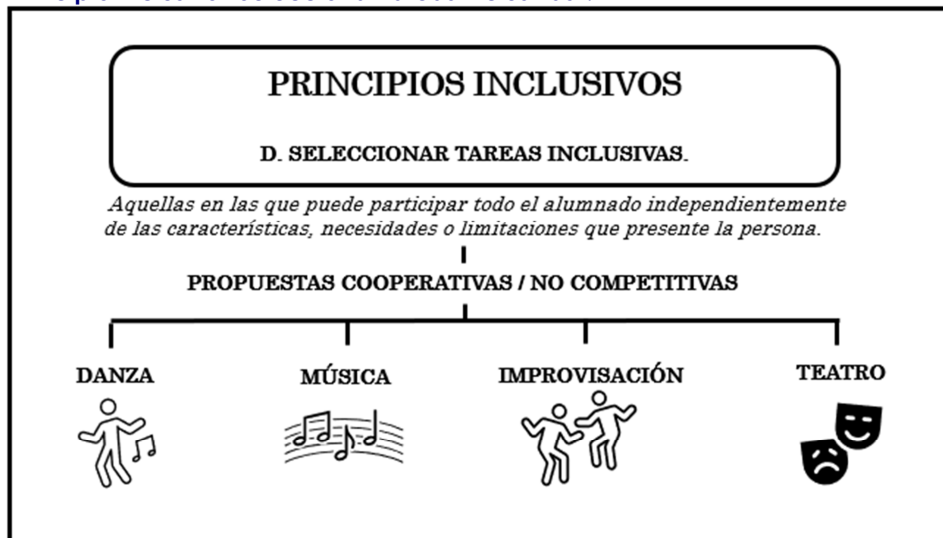 PRINCIPIOS INCLUSIVOS
D. SELECCIONAR TAREAS INCLUSIVAS.
Aquellas en las que puede participar todo el alumnado independientemente
de las características, necesidades o limitaciones que presente la persona.
PROPUESTAS COOPERATIVAS / NO COMPETITIVAS
DANZA
MÚSICA
IMPROVISACIÓN
TEATRO